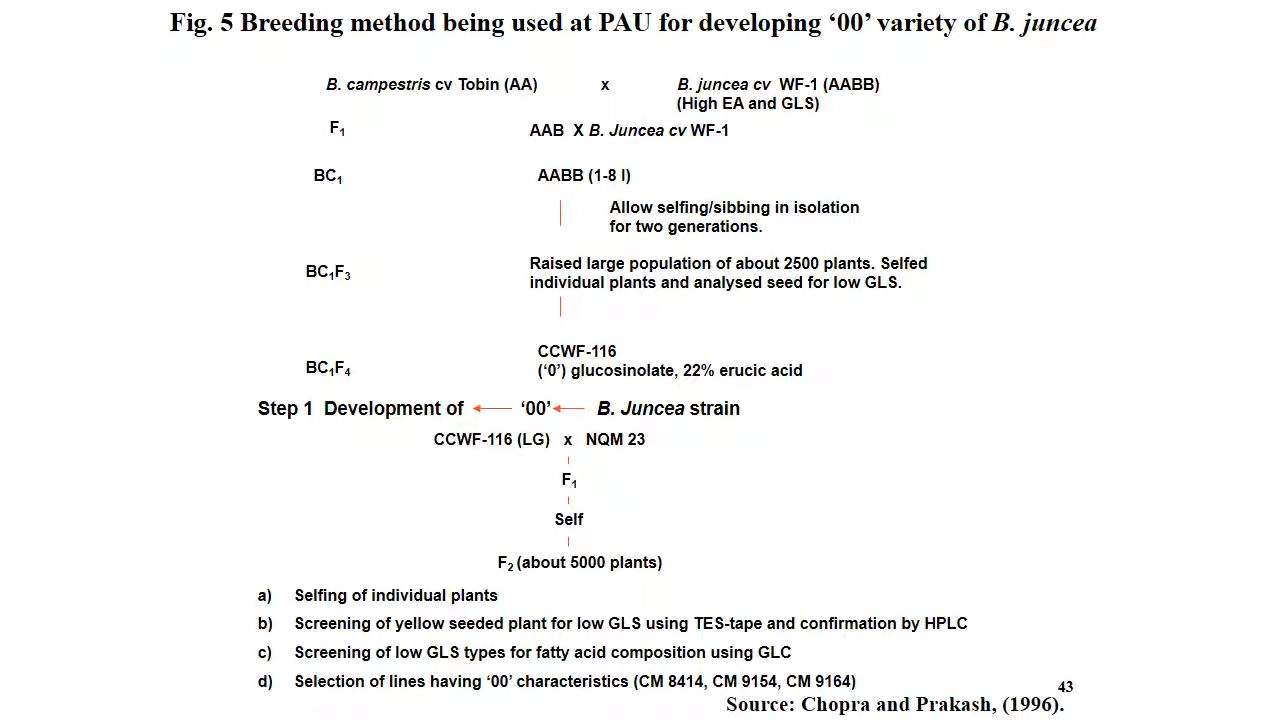 Fig. 5 Breeding method being used at PAU for developing ‘00’ variety of B. juncea
B. campestris cv Tobin (AA) x B. juncea cv WF-1 (AABB)
(High EA and GLS)
F₁ AAB X B. Juncea cv WF-1
BC₁ AABB (1-8 I)
Allow selfing/sibbing in isolation
for two generations.
BC₁F₃ Raised large population of about 2500 plants. Selfed
individual plants and analysed seed for low GLS.
CCWF-116
BC₁F₄ (‘0’) glucosinolate, 22% erucic acid
Step 1 Development of ‘00’ B. Juncea strain
CCWF-116 (LG) x NQM 23
F₁
Self
F₂ (about 5000 plants)
a) Selfing of individual plants
b) Screening of yellow seeded plant for low GLS using TES-tape and confirmation by HPLC
c) Screening of low GLS types for fatty acid composition using GLC
d) Selection of lines having ‘00’ characteristics (CM 8414, CM 9154, CM 9164)
43
Source: Chopra and Prakash, (1996).